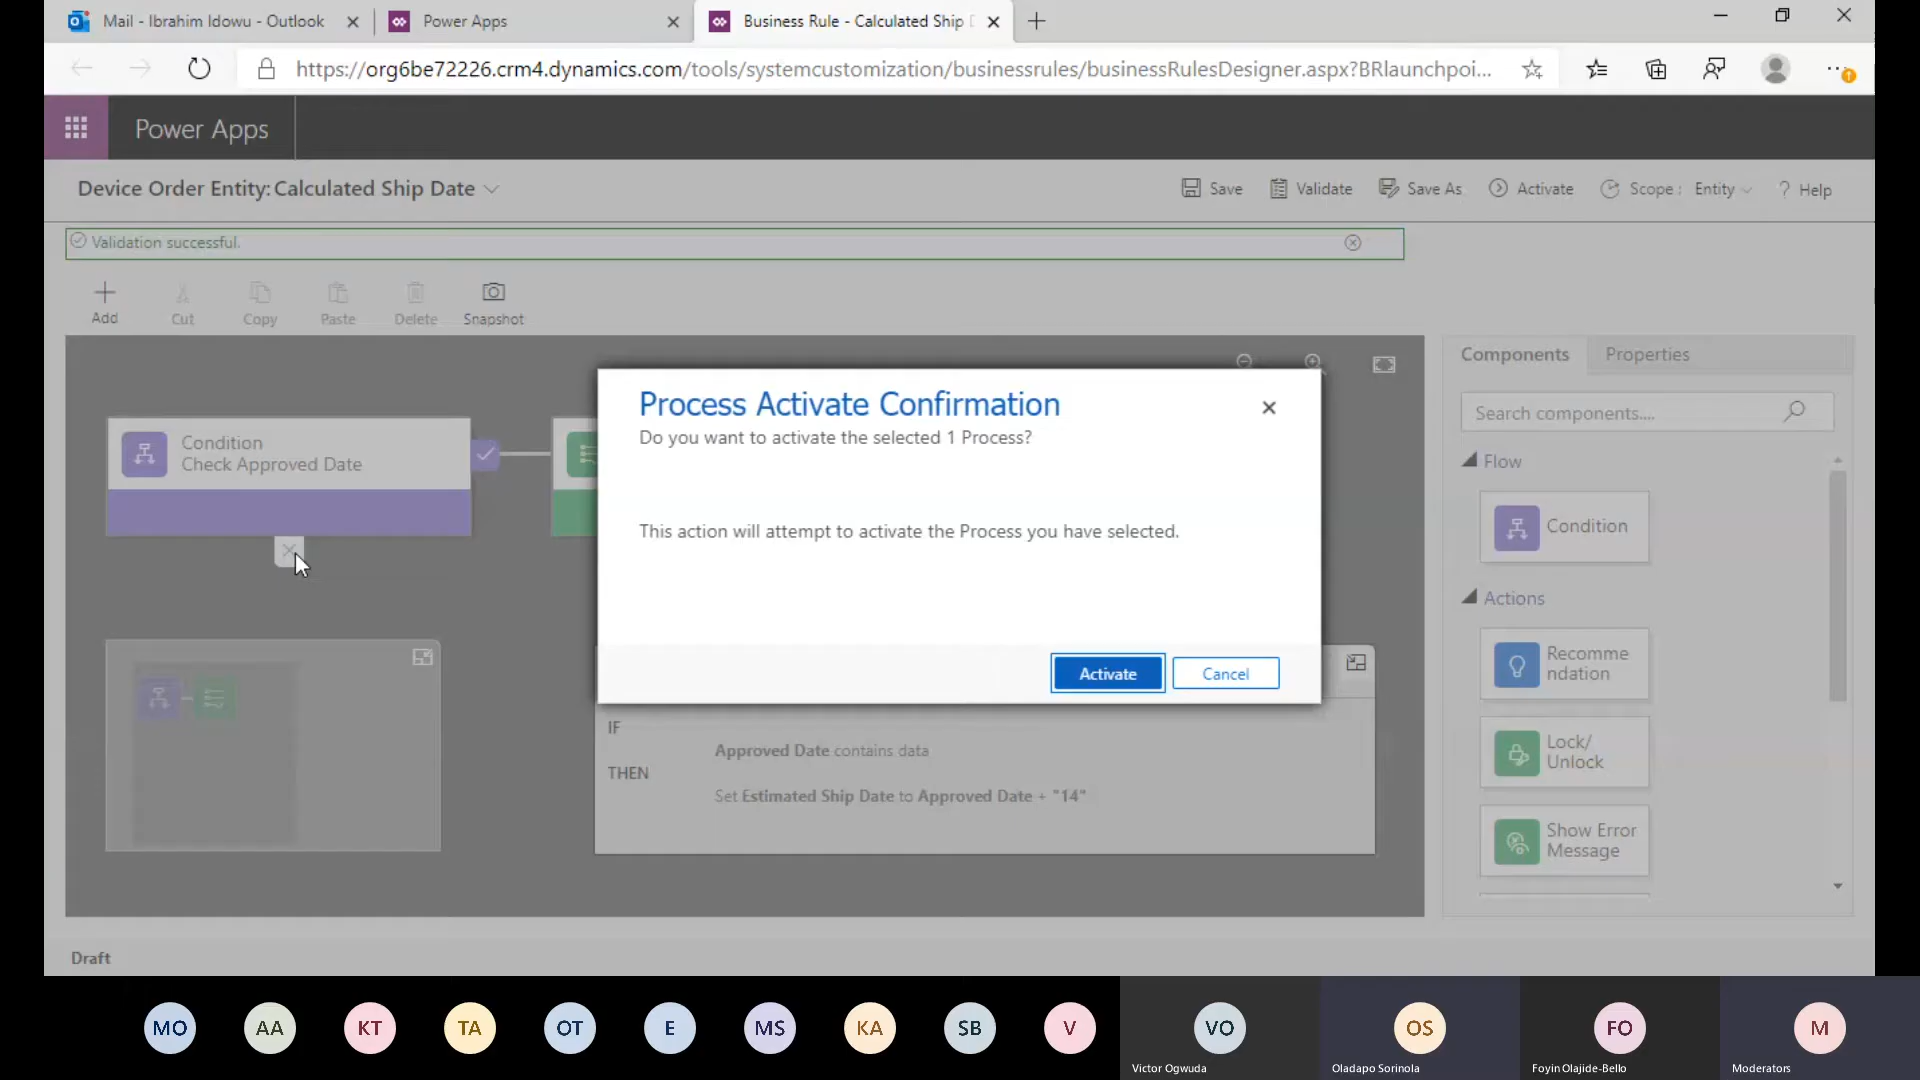 Mail - Ibrahim Idowu - Outlook
Power Apps
Business Rule - Calculated Ship D
https://org6be72226.crm4.dynamics.com/tools/systemcustomization/businessrules/businessRulesDesigner.aspx?BRlaunchpoi...
Power Apps
Device Order Entity: Calculated Ship Date
Save
Validate
Save As
Activate
Scope :
Entity
? Help
Validation successful.
Add
Cut
Copy
Paste
Delete
Snapshot
Components
Properties
Search components....
Process Activate Confirmation
Do you want to activate the selected 1 Process?
This action will attempt to activate the Process you have selected.
Activate
Cancel
Condition
Check Approved Date
Flow
Condition
Actions
Recomme
ndation
Lock/
Unlock
Show Error
Message
IF
Approved Date contains data
THEN
Set Estimated Ship Date to Approved Date + "14"
Draft
MO
AA
KT
TA
OT
E
MS
KA
SB
V
VO
OS
FO
M
Victor Ogwuda
Oladapo Sorinola
Foyin Olajide-Bello
Moderators